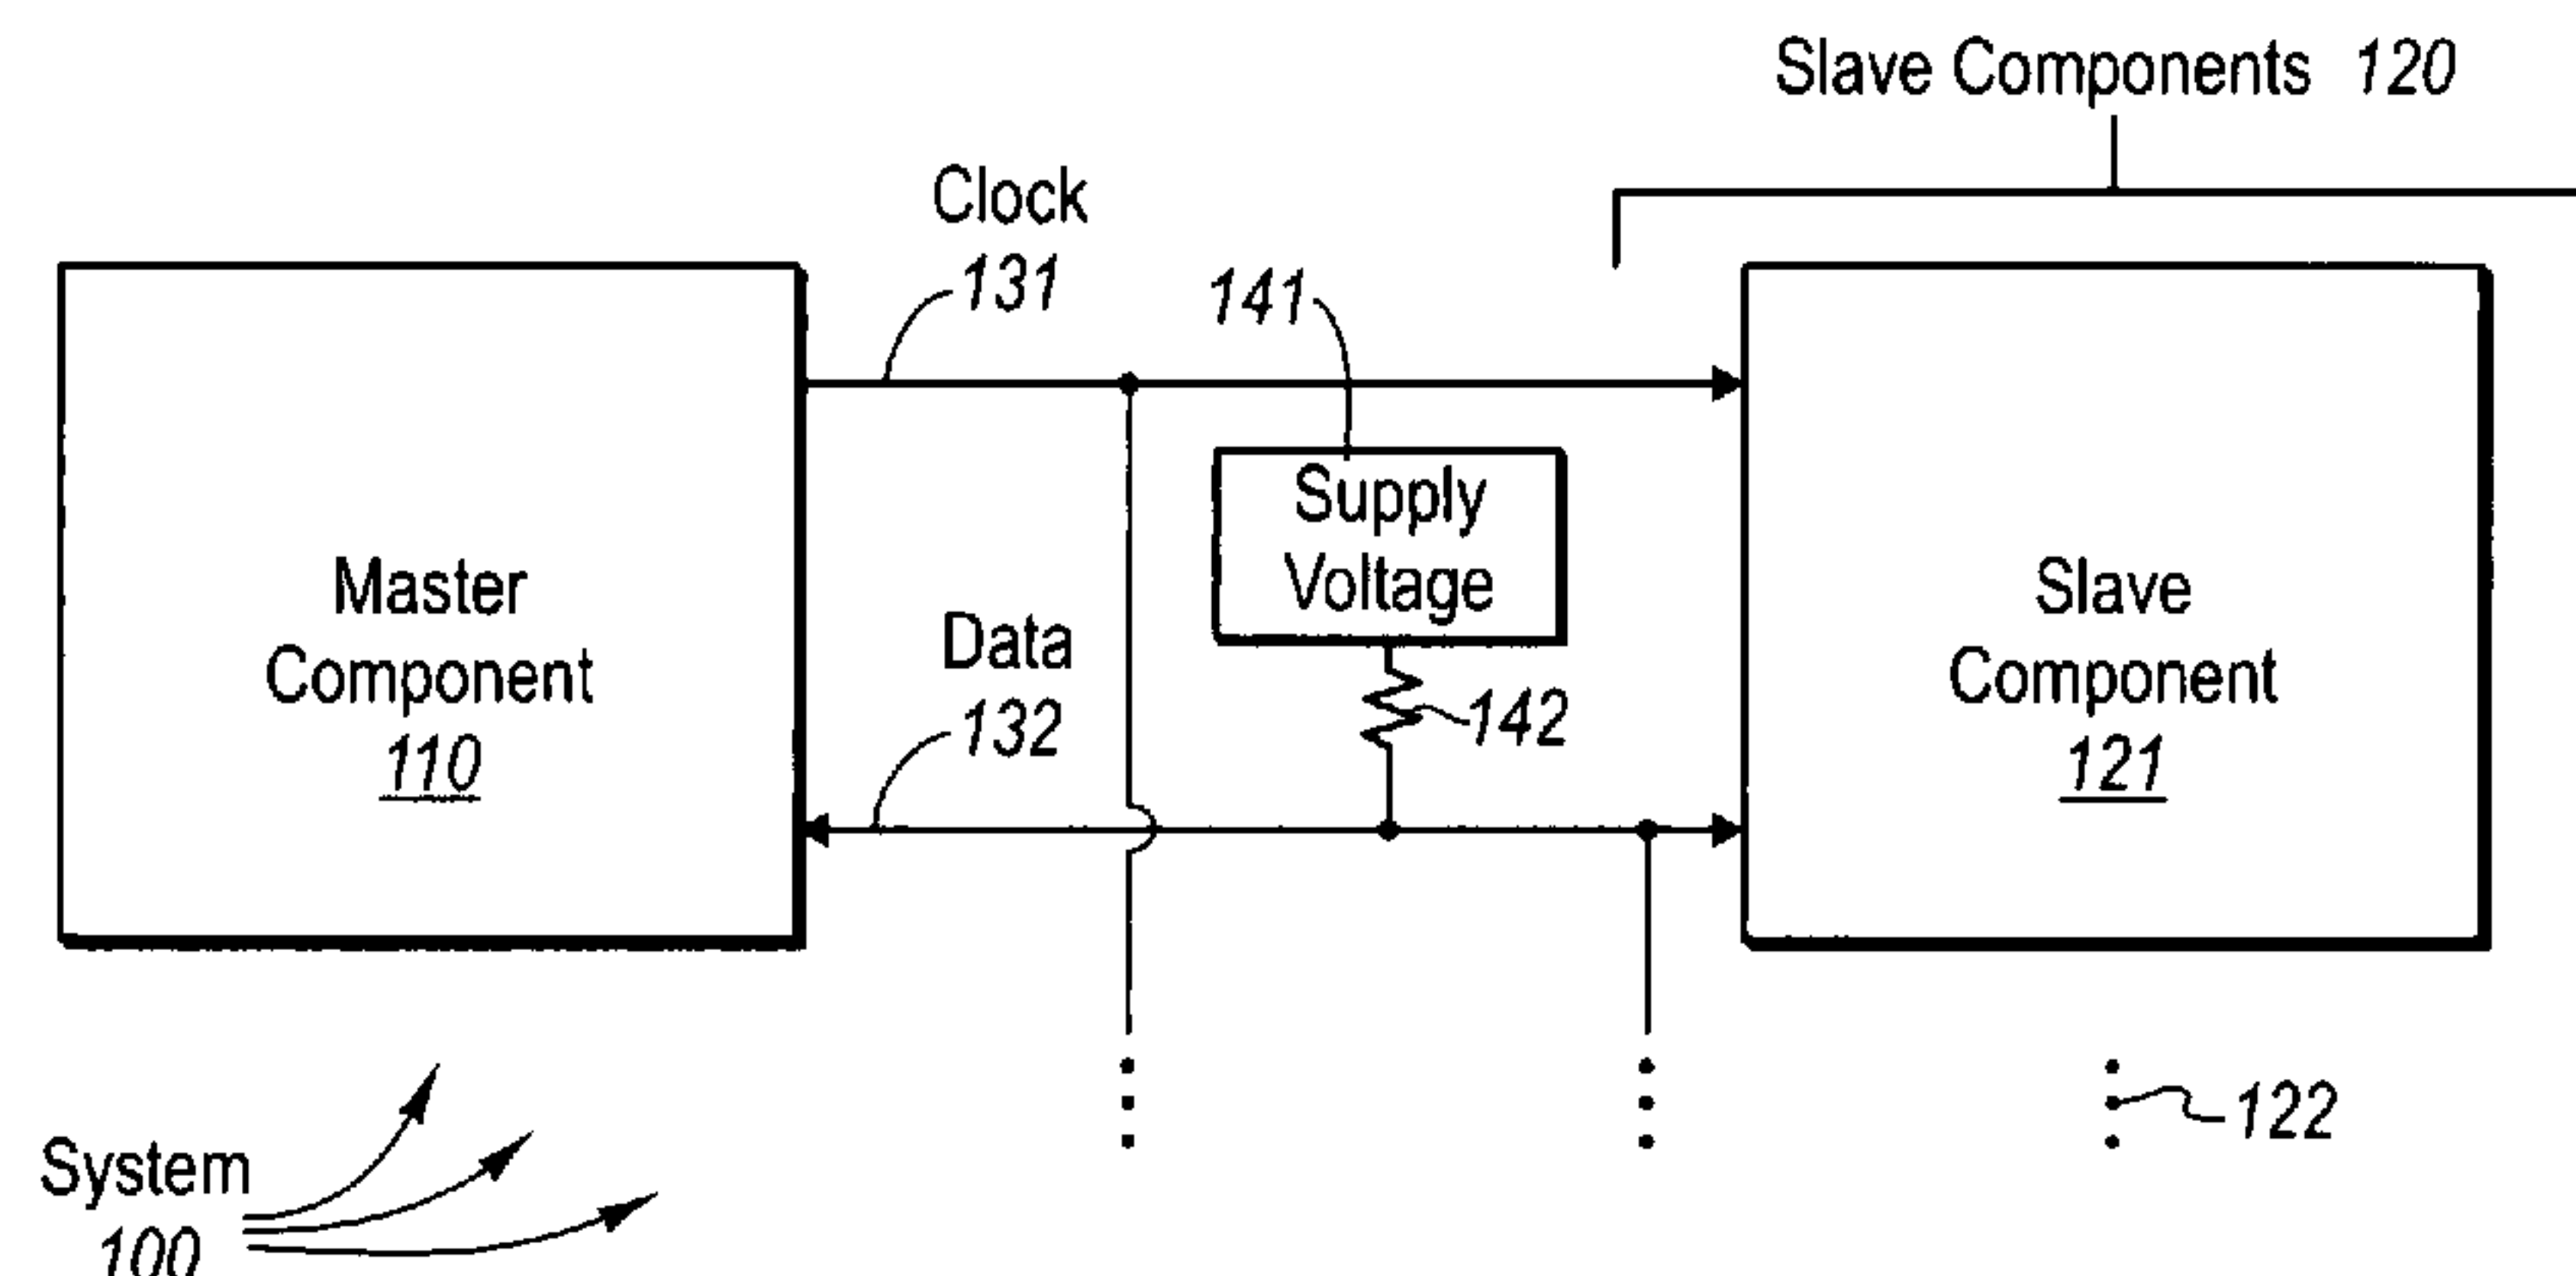 Slave Components 120
Clock
131
141
Supply
Voltage
Master
Component
110
Data
132
142
Slave
Component
121
122
System
100